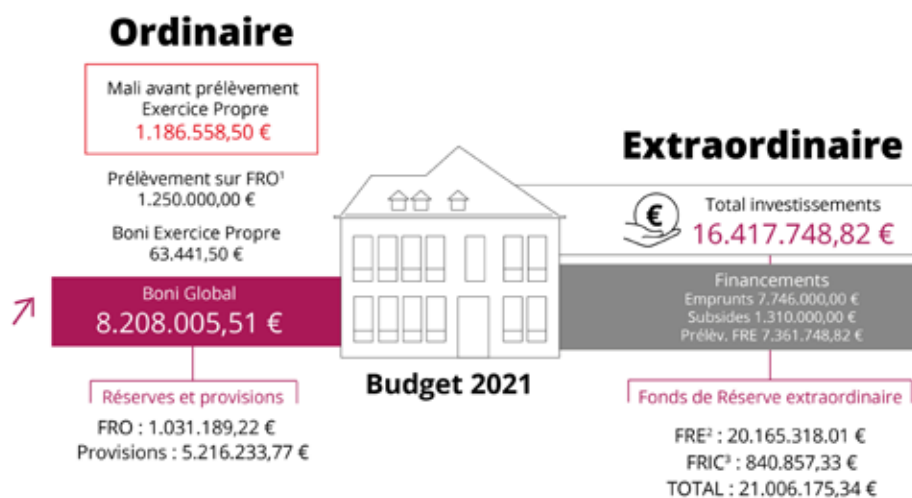 Ordinaire
Mali avant prélèvement
Exercice Propre
1.186.558,50 €
Prélèvement sur FRO¹
1.250.000,00 €
Boni Exercice Propre
63.441,50 €
Boni Global
8.208.005,51 €
Réserves et provisions
FRO : 1.031.189,22 €
Provisions : 5.216.233,77 €
Budget 2021
Extraordinaire
€
Total investissements
16.417.748,82 €
Financements
Emprunts 7.746.000,00 €
Subsides 1.310.000,00 €
Prélèv. FRE 7.361.748,82 €
Fonds de Réserve extraordinaire
FRE² : 20.165.318.01 €
FRIC³ : 840.857,33 €
TOTAL : 21.006.175,34 €